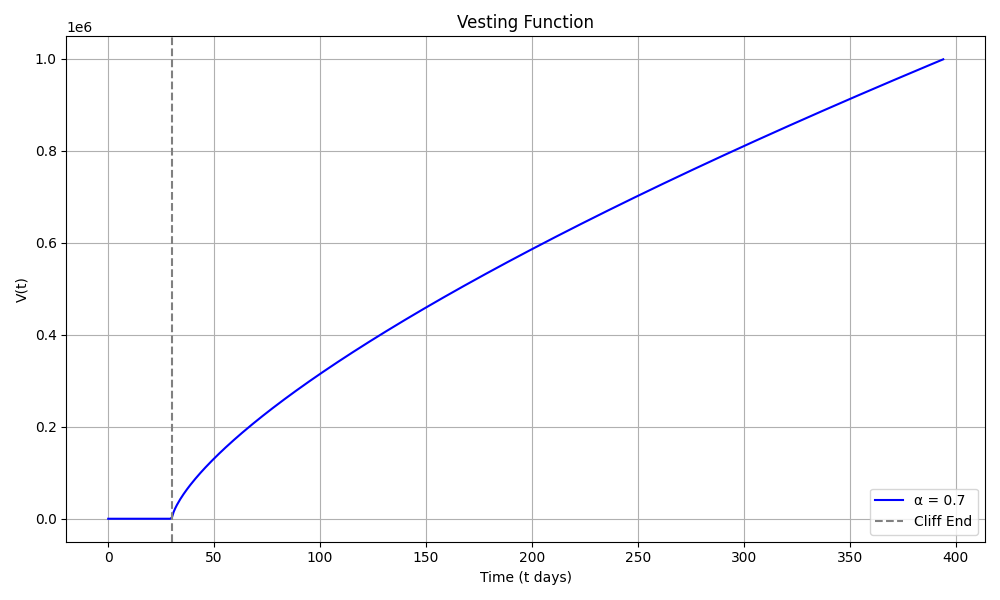 Vesting Function
1e6
1.0
0.8
0.6
0.4
0.2
0.0
V(t)
0 50 100 150 200 250 300 350 400
Time (t days)
α = 0.7
Cliff End